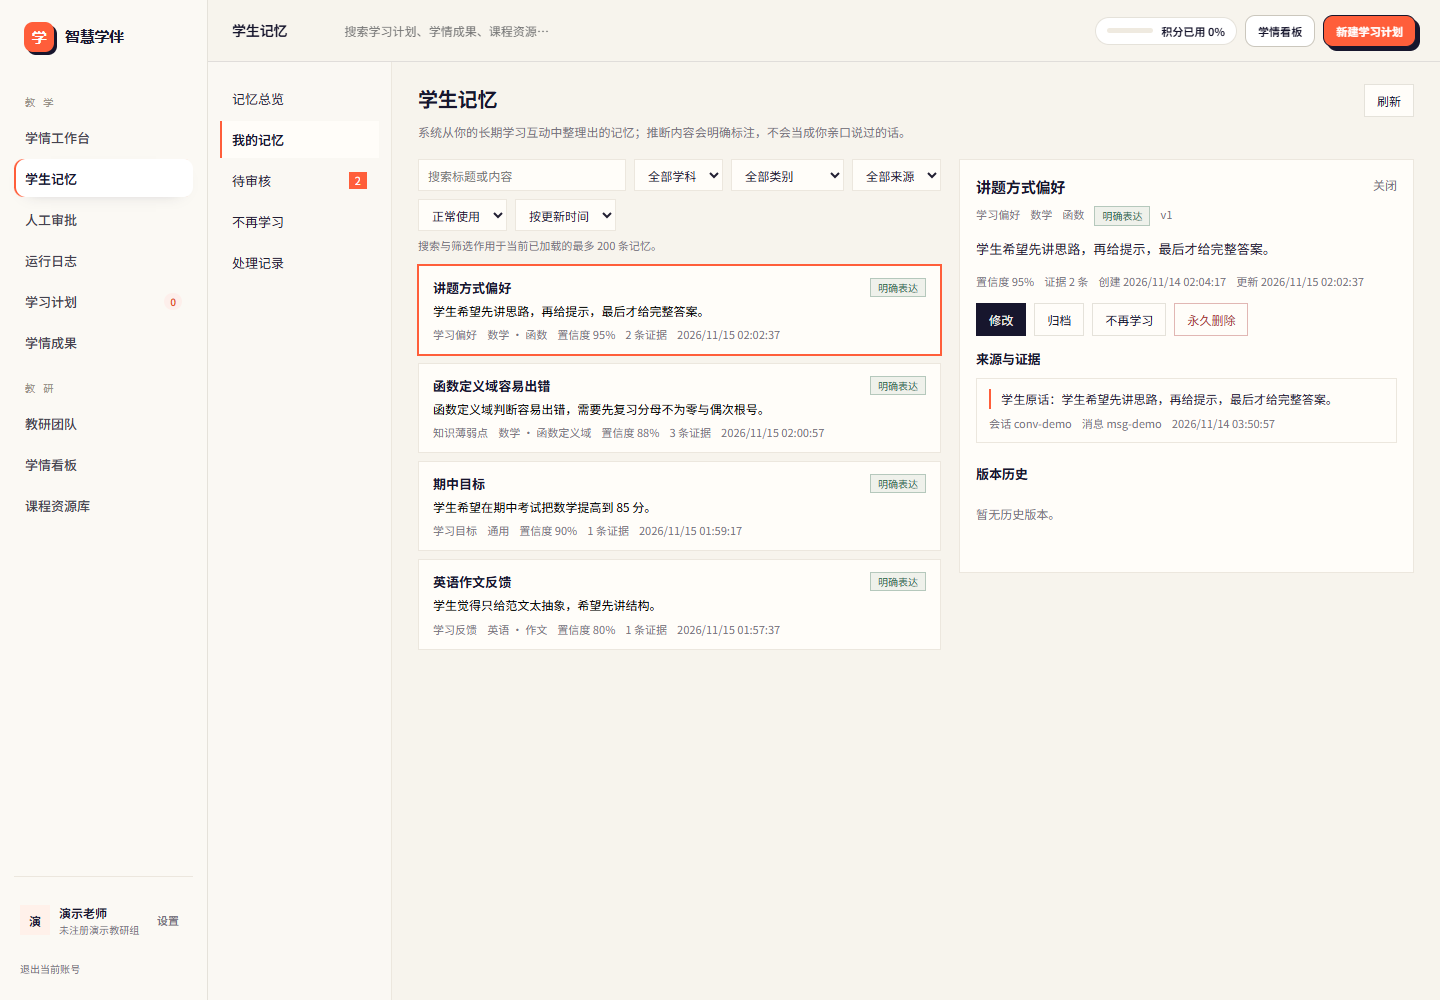 学 智慧学伴
教 学
学情工作台
学生记忆
人工审批
运行日志
学习计划 0
学情成果
教 研
教研团队
学情看板
课程资源库
演 演示老师
未注册演示教研组
设置
退出当前账号
学生记忆
搜索学习计划、学情成果、课程资源…
积分已用 0%
学情看板
新建学习计划
记忆总览
我的记忆
待审核 2
不再学习
处理记录
学生记忆
刷新
系统从你的长期学习互动中整理出的记忆；推断内容会明确标注，不会当成你亲口说过的话。
搜索标题或内容
全部学科
全部类别
全部来源
正常使用
按更新时间
搜索与筛选作用于当前已加载的最多 200 条记忆。
讲题方式偏好 明确表达
学生希望先讲思路，再给提示，最后才给完整答案。
学习偏好 数学 · 函数 置信度 95% 2 条证据 2026/11/15 02:02:37
函数定义域容易出错 明确表达
函数定义域判断容易出错，需要先复习分母不为零与偶次根号。
知识薄弱点 数学 · 函数定义域 置信度 88% 3 条证据 2026/11/15 02:00:57
期中目标 明确表达
学生希望在期中考试把数学提高到 85 分。
学习目标 通用 置信度 90% 1 条证据 2026/11/15 01:59:17
英语作文反馈 明确表达
学生觉得只给范文太抽象，希望先讲结构。
学习反馈 英语 · 作文 置信度 80% 1 条证据 2026/11/15 01:57:37
讲题方式偏好 关闭
学习偏好 数学 函数 明确表达 v1
学生希望先讲思路，再给提示，最后才给完整答案。
置信度 95% 证据 2 条 创建 2026/11/14 02:04:17 更新 2026/11/15 02:02:37
修改 归档 不再学习 永久删除
来源与证据
学生原话：学生希望先讲思路，再给提示，最后才给完整答案。
会话 conv-demo 消息 msg-demo 2026/11/14 03:50:57
版本历史
暂无历史版本。